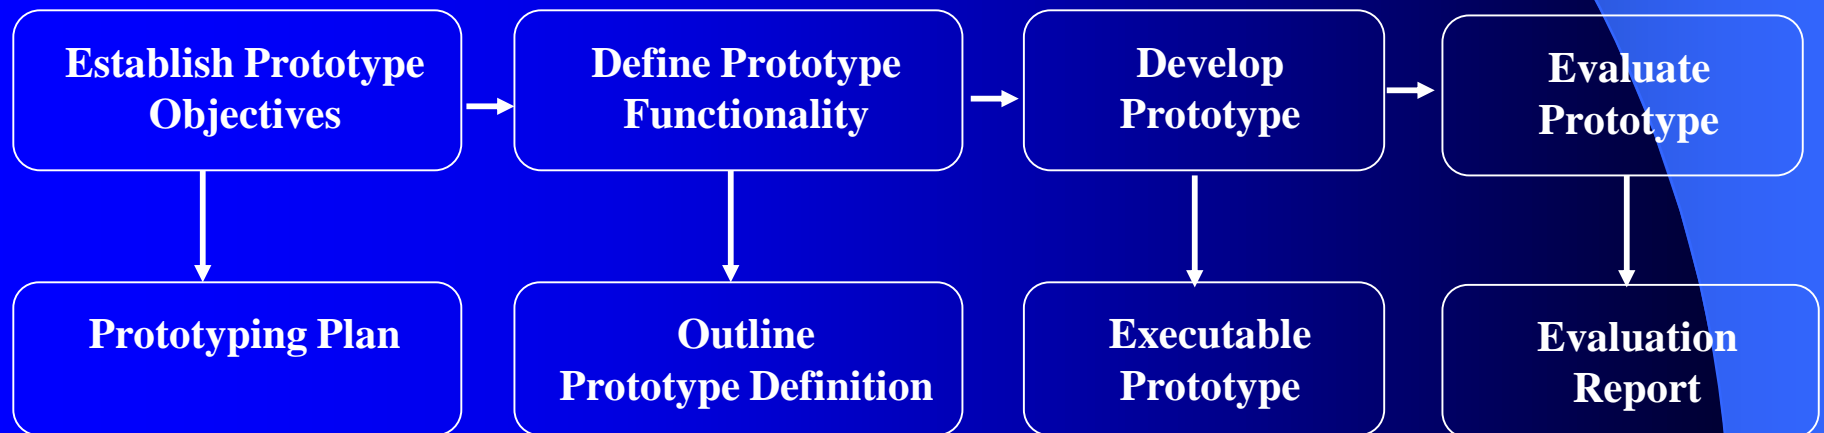 Establish Prototype
Objectives
Define Prototype
Functionality
Develop
Prototype
Evaluate
Prototype
Prototyping Plan
Outline
Prototype Definition
Executable
Prototype
Evaluation
Report